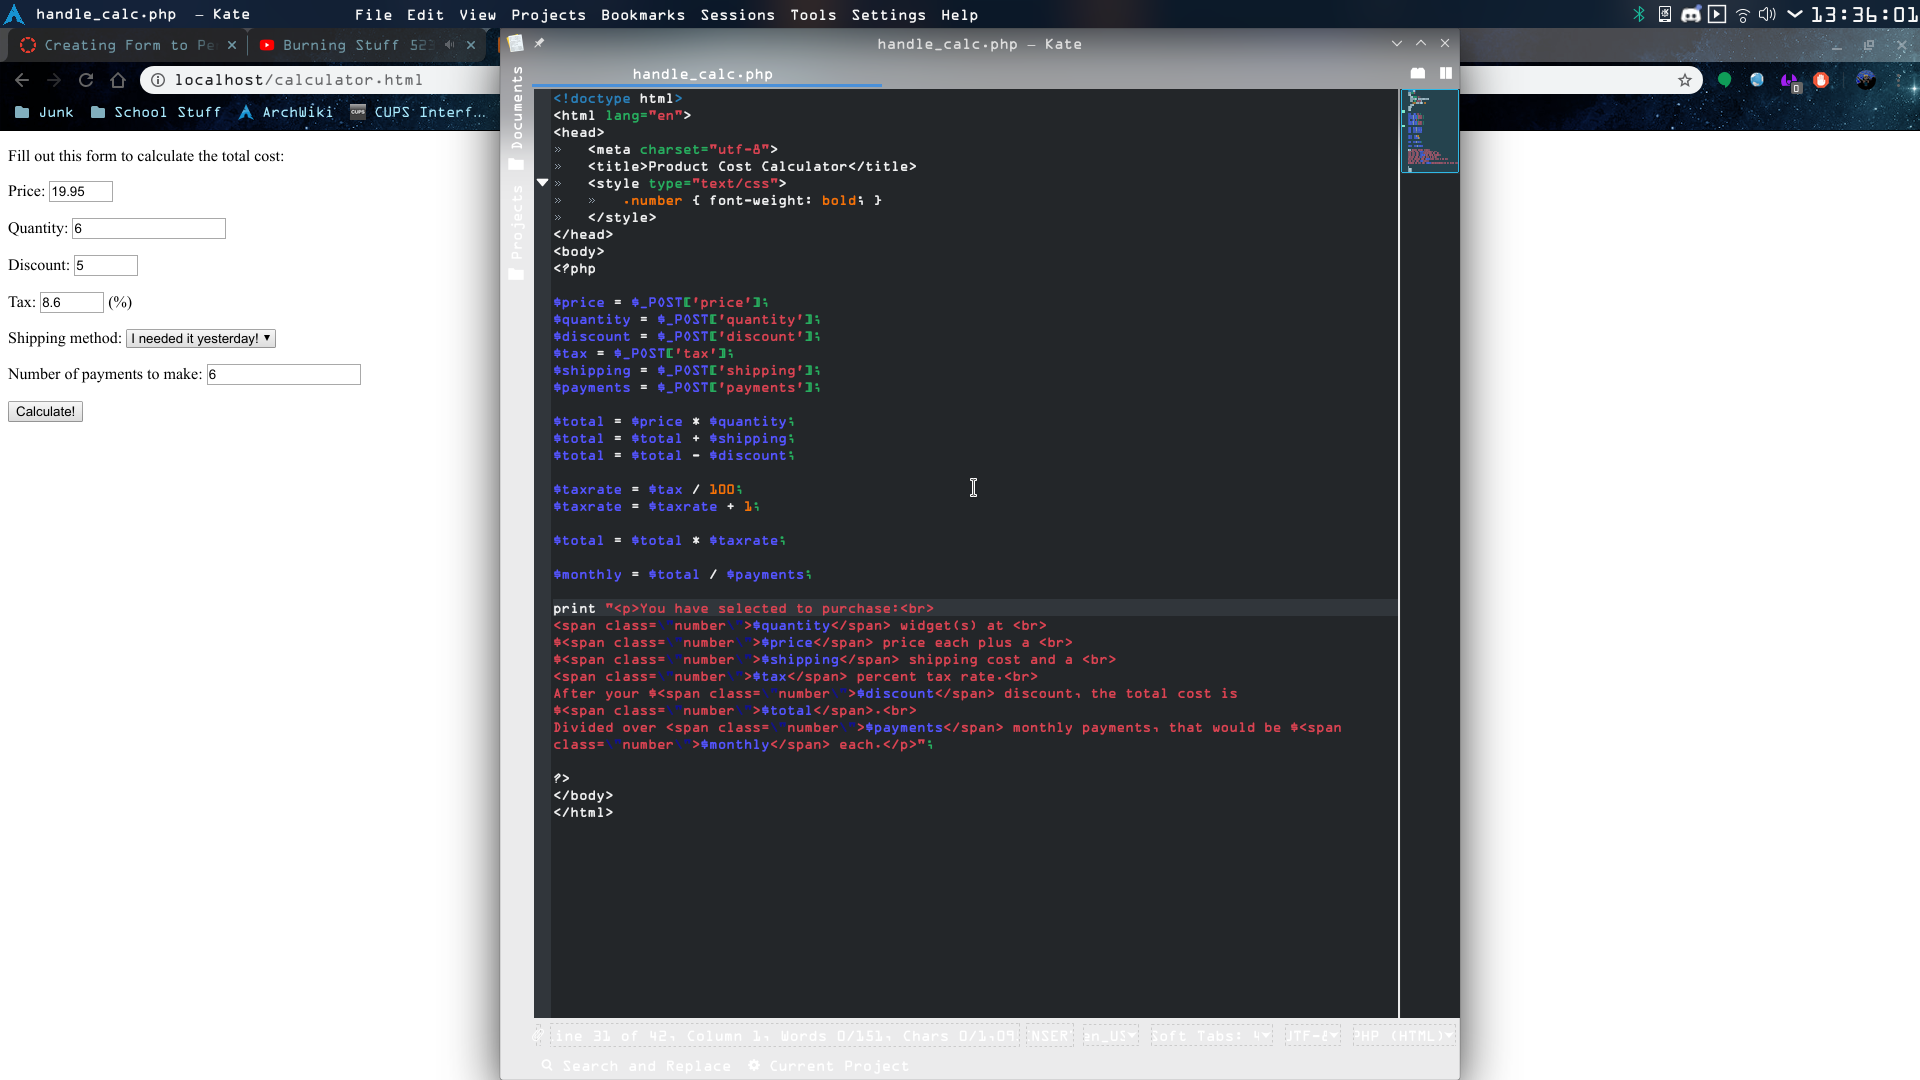 handle_calc.php – Kate
File Edit View Projects Bookmarks Sessions Tools Settings Help
13:36:01
Creating Form to Pe
Burning Stuff 523
localhost/calculator.html
Junk School Stuff ArchWiki CUPS Interf...
Fill out this form to calculate the total cost:
Price: 19.95
Quantity: 6
Discount: 5
Tax: 8.6 (%)
Shipping method: I needed it yesterday!
Number of payments to make: 6
Calculate!
handle_calc.php – Kate
handle_calc.php
Documents
Projects
<!doctype html>
<html lang="en">
<head>
» <meta charset="utf-8">
» <title>Product Cost Calculator</title>
» <style type="text/css">
» » .number { font-weight: bold; }
» </style>
</head>
<body>
<?php
$price = $_POST['price'];
$quantity = $_POST['quantity'];
$discount = $_POST['discount'];
$tax = $_POST['tax'];
$shipping = $_POST['shipping'];
$payments = $_POST['payments'];
$total = $price * $quantity;
$total = $total + $shipping;
$total = $total - $discount;
$taxrate = $tax / 100;
$taxrate = $taxrate + 1;
$total = $total * $taxrate;
$monthly = $total / $payments;
print "<p>You have selected to purchase:<br>
<span class=\"number\">$quantity</span> widget(s) at <br>
$<span class=\"number\">$price</span> price each plus a <br>
$<span class=\"number\">$shipping</span> shipping cost and a <br>
<span class=\"number\">$tax</span> percent tax rate.<br>
After your $<span class=\"number\">$discount</span> discount, the total cost is
$<span class=\"number\">$total</span>.<br>
Divided over <span class=\"number\">$payments</span> monthly payments, that would be $<span
class=\"number\">$monthly</span> each.</p>";
?>
</body>
</html>
ine 31 of 42, Column 1, Words 0/151, Chars 0/1,09 NSER en_US Soft Tabs: 4 UTF-8 PHP (HTML)
Search and Replace Current Project